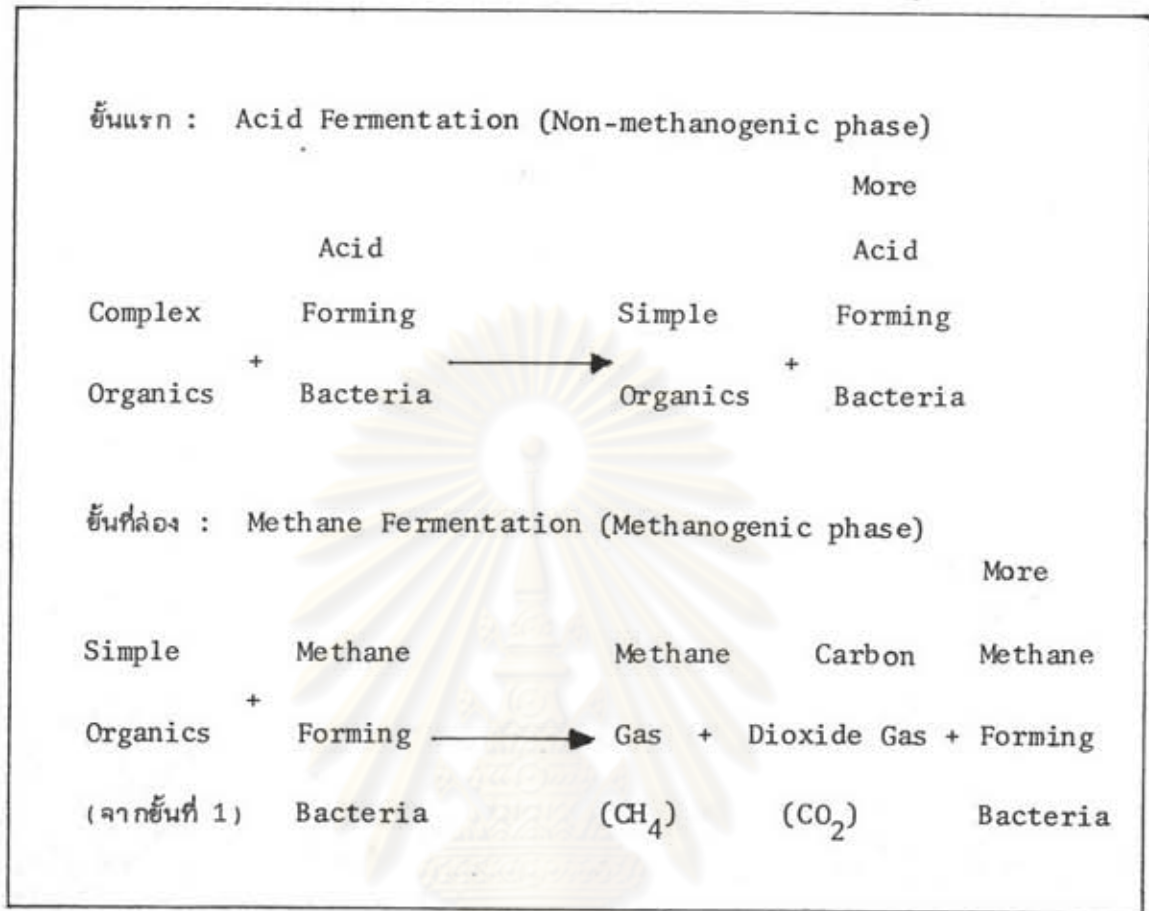 ขั้นแรก : Acid Fermentation (Non-methanogenic phase)
More
Acid Acid
Complex Forming Simple Forming
+ +
Organics Bacteria Organics Bacteria
ขั้นที่สอง : Methane Fermentation (Methanogenic phase)
More
Simple Methane Methane Carbon Methane
+
Organics Forming Gas + Dioxide Gas + Forming
(จากขั้นที่ 1) Bacteria (CH₄) (CO₂) Bacteria